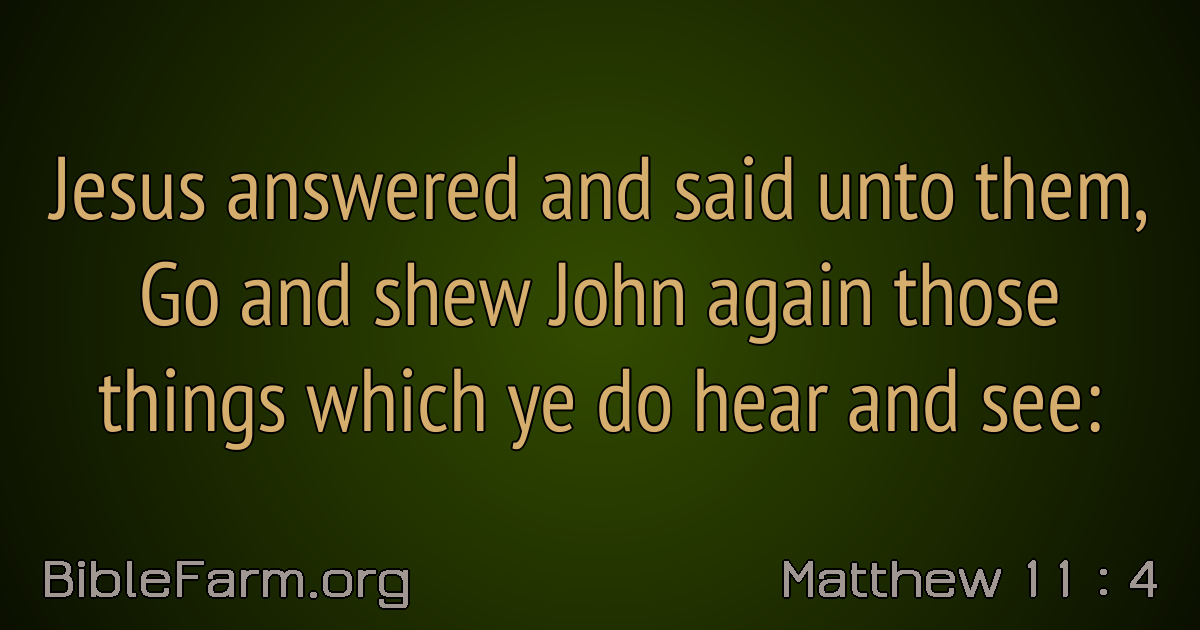 Jesus answered and said unto them,
Go and shew John again those
things which ye do hear and see:
BibleFarm.org
Matthew 11 : 4